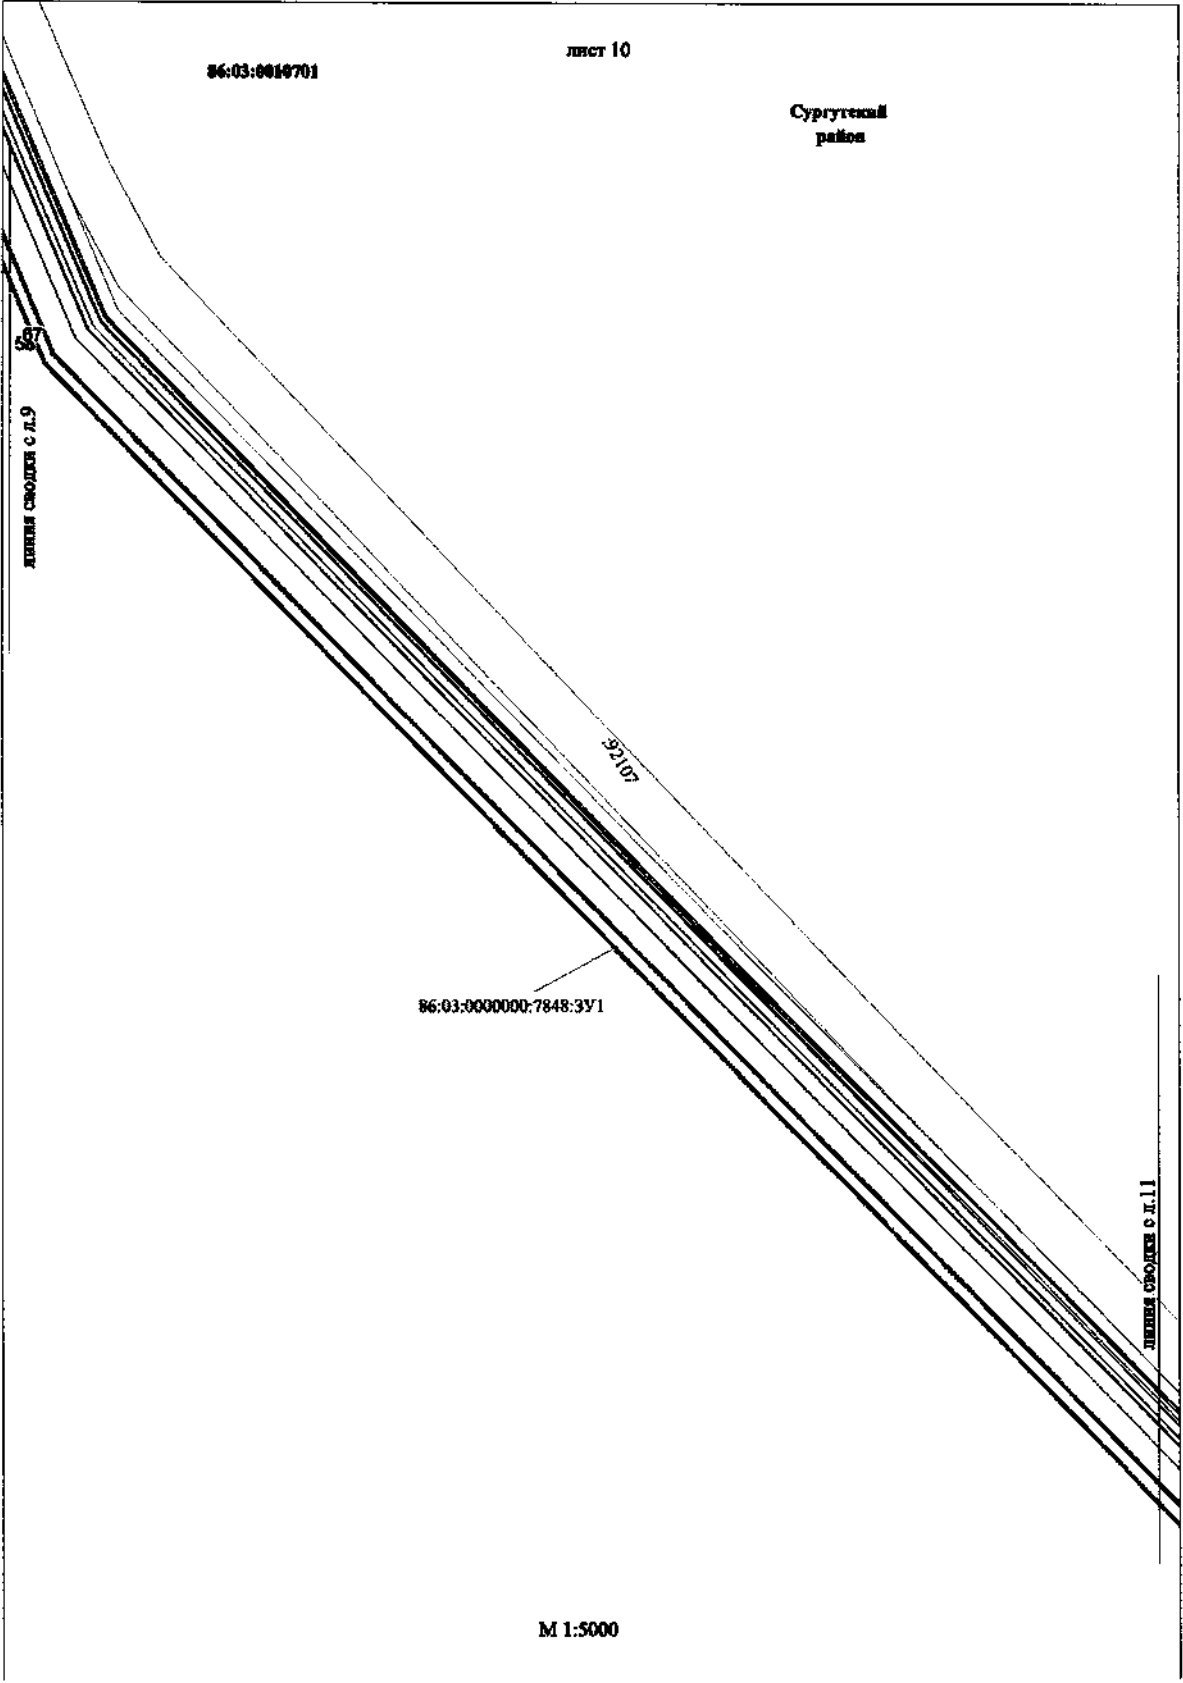 лист 10
86:03:0010701
Сургутский
район
67
линия сводки с л.9
:92107
86:03:0000000:7848:ЗУ1
линия сводки с л.11
М 1:5000